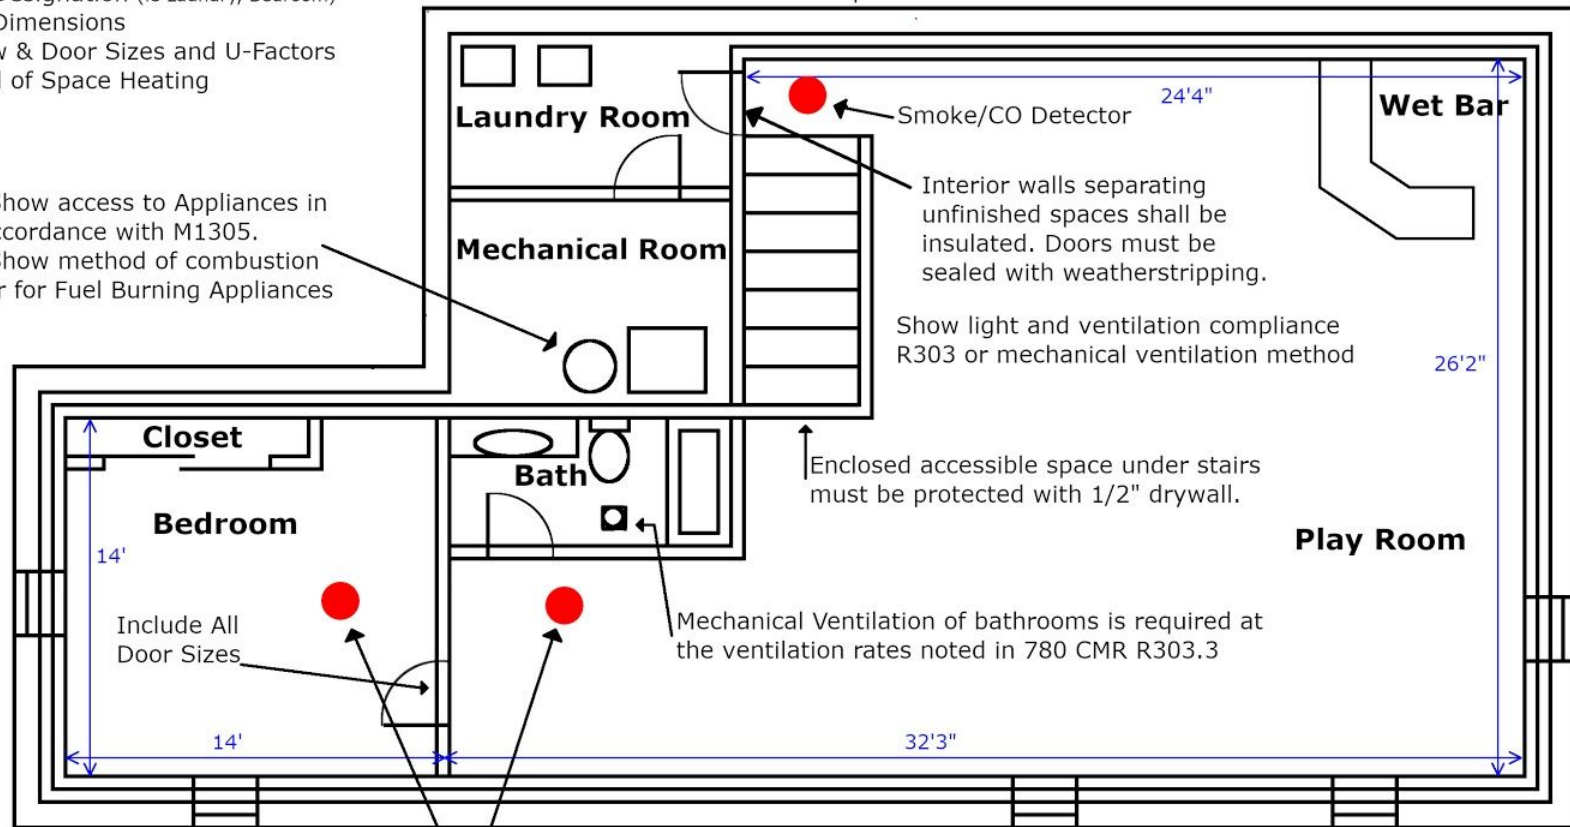 Dimensions
& Door Sizes and U-Factors
of Space Heating
Laundry Room
24'4"
Wet Bar
Smoke/CO Detector
Show access to Appliances in
accordance with M1305.
Show method of combustion
for Fuel Burning Appliances
Interior walls separating
unfinished spaces shall be
insulated. Doors must be
sealed with weatherstripping.
Mechanical Room
Show light and ventilation compliance
R303 or mechanical ventilation method
26'2"
Closet
Bath
Enclosed accessible space under stairs
must be protected with 1/2" drywall.
Bedroom
Play Room
14'
Include All
Door Sizes
Mechanical Ventilation of bathrooms is required at
the ventilation rates noted in 780 CMR R303.3
14'
32'3"